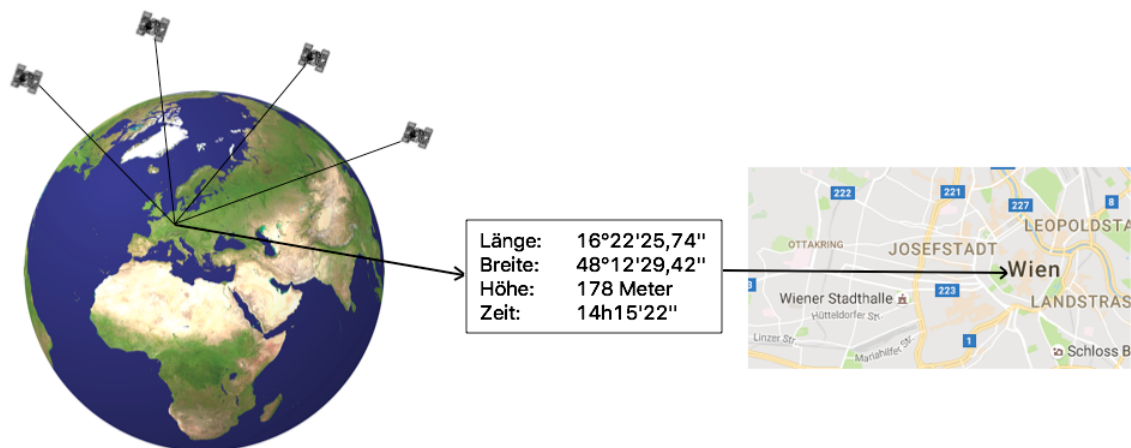 Länge: 16°22'25,74''
Breite: 48°12'29,42''
Höhe: 178 Meter
Zeit: 14h15'22''
222
221
227
8
LEOPOLDSTA
OTTAKRING
JOSEFSTADT
Wien
3
Wiener Stadthalle
223
LANDSTRAS
Hütteldorfer Str.
Linzer Str.
Mariahilfer Str.
1
Schloss B